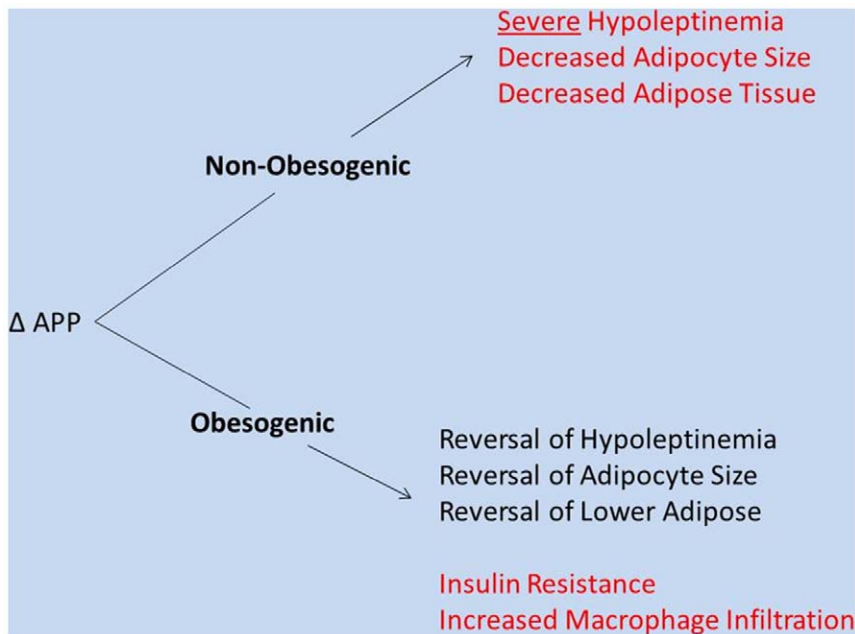 Severe Hypoleptinemia
Decreased Adipocyte Size
Decreased Adipose Tissue
Non-Obesogenic
Δ APP
Obesogenic
Reversal of Hypoleptinemia
Reversal of Adipocyte Size
Reversal of Lower Adipose
Insulin Resistance
Increased Macrophage Infiltration